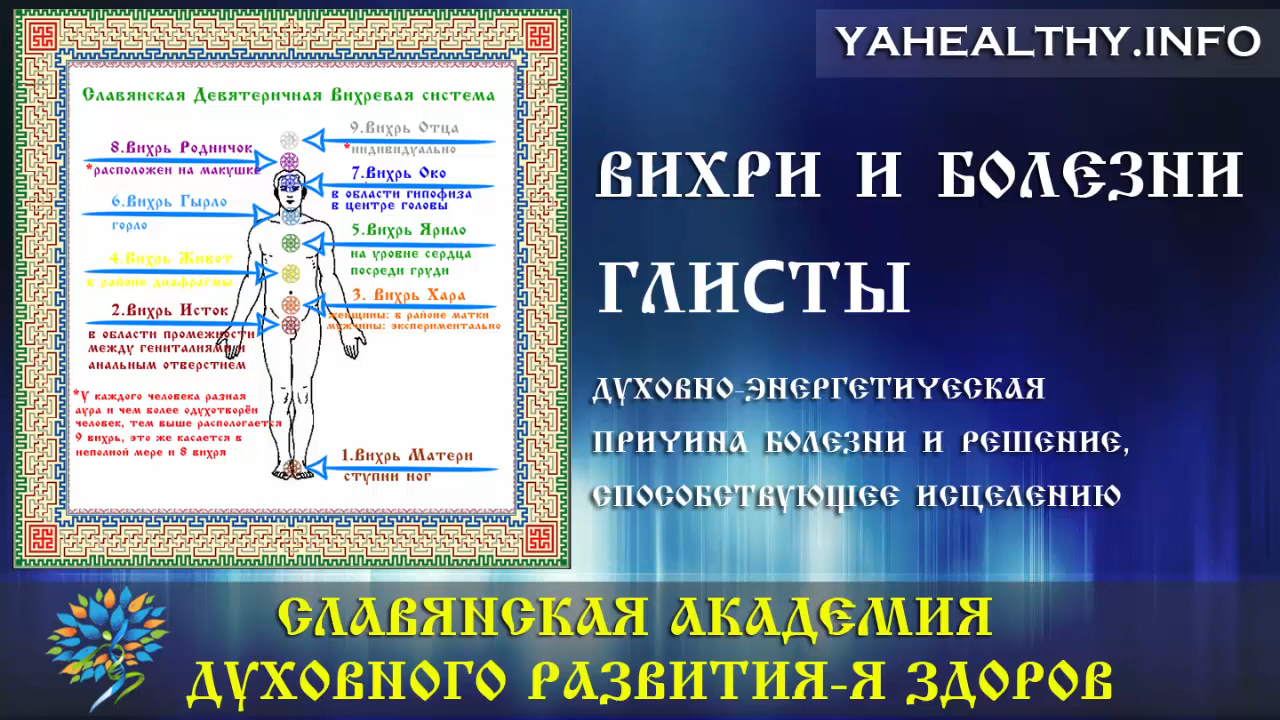 YAHEALTHY.INFO
Славянская Девятеричная Вихревая система
9.Вихрь Отца
*индивидуально
8.Вихрь Родничок
*расположен на макушке
7.Вихрь Око
в области гипофиза
в центре головы
6.Вихрь Гырло
горло
5.Вихрь Ярило
на уровне сердца
посреди груди
4.Вихрь Живот
в районе диафрагмы
3. Вихрь Хара
женщины: в районе матки
мужчины: экспериментально
2.Вихрь Исток
в области промежности
между гениталиями и
анальным отверстием
*У каждого человека разная
аура и чем более одухотворён
человек, тем выше распологается
9 вихрь, это же касается в
неполной мере и 8 вихря
1.Вихрь Матери
ступни ног
ВИХРИ И БОЛЕЗНИ
ГЛИСТЫ
ДУХОВНО-ЭНЕРГЕТИЧЕСКАЯ
ПРИЧИНА БОЛЕЗНИ И РЕШЕНИЕ,
СПОСОБСТВУЮЩЕЕ ИСЦЕЛЕНИЮ
СЛАВЯНСКАЯ АКАДЕМИЯ
ДУХОВНОГО РАЗВИТИЯ-Я ЗДОРОВ